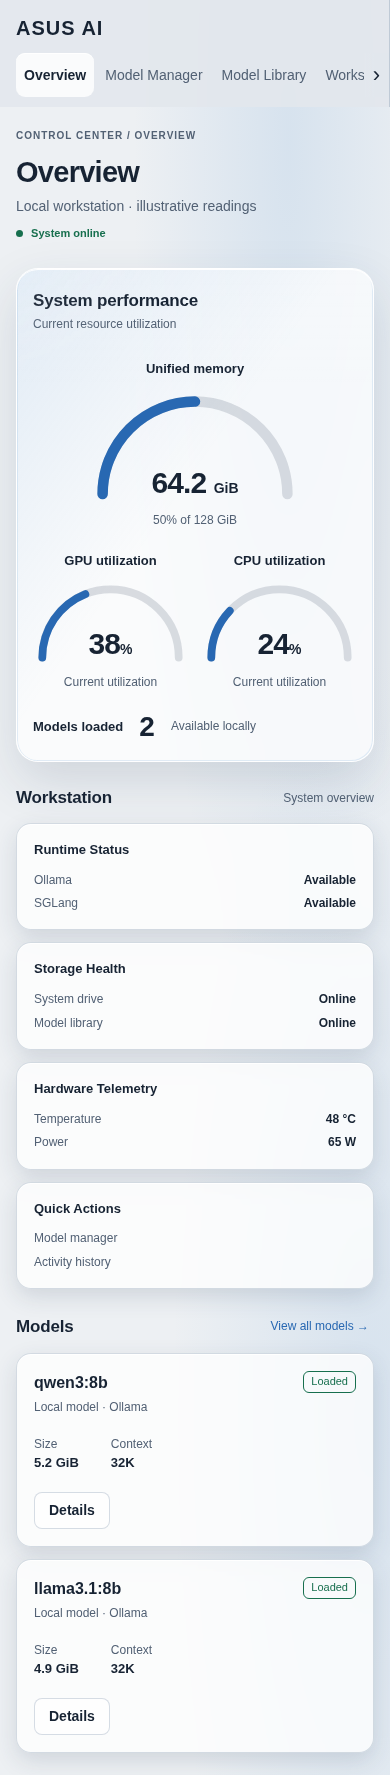 ASUS AI
Overview Model Manager Model Library Works ›
CONTROL CENTER / OVERVIEW
Overview
Local workstation · illustrative readings
System online
System performance
Current resource utilization
Unified memory
64.2 GiB
50% of 128 GiB
GPU utilization CPU utilization
38% 24%
Current utilization Current utilization
Models loaded 2 Available locally
Workstation System overview
Runtime Status
Ollama Available
SGLang Available
Storage Health
System drive Online
Model library Online
Hardware Telemetry
Temperature 48 °C
Power 65 W
Quick Actions
Model manager
Activity history
Models View all models →
qwen3:8b Loaded
Local model · Ollama
Size Context
5.2 GiB 32K
Details
llama3.1:8b Loaded
Local model · Ollama
Size Context
4.9 GiB 32K
Details